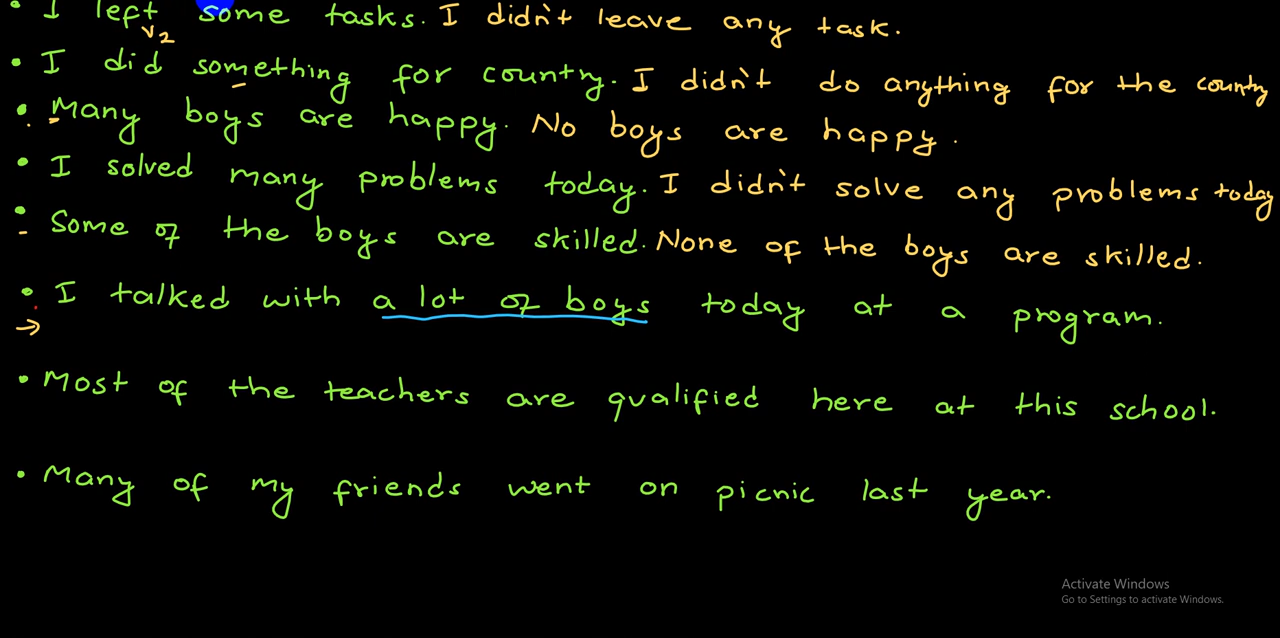 • I left some tasks. I didn't leave any task.
v2
• I did something for country. I didn't do anything for the county
• Many boys are happy. No boys are happy.
• I solved many problems today. I didn't solve any problems today
• Some of the boys are skilled. None of the boys are skilled.
• I talked with a lot of boys today at a program.
→
• Most of the teachers are qualified here at this school.
• Many of my friends went on picnic last year.
Activate Windows
Go to Settings to activate Windows.